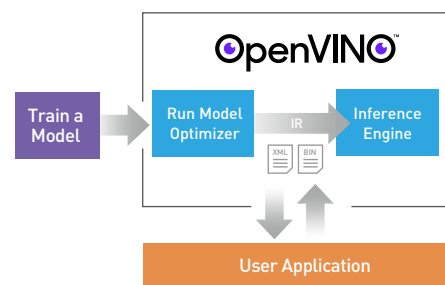 OpenVINO™
Train a
Model
Run Model
Optimizer
IR
Inference
Engine
XML
BIN
User Application